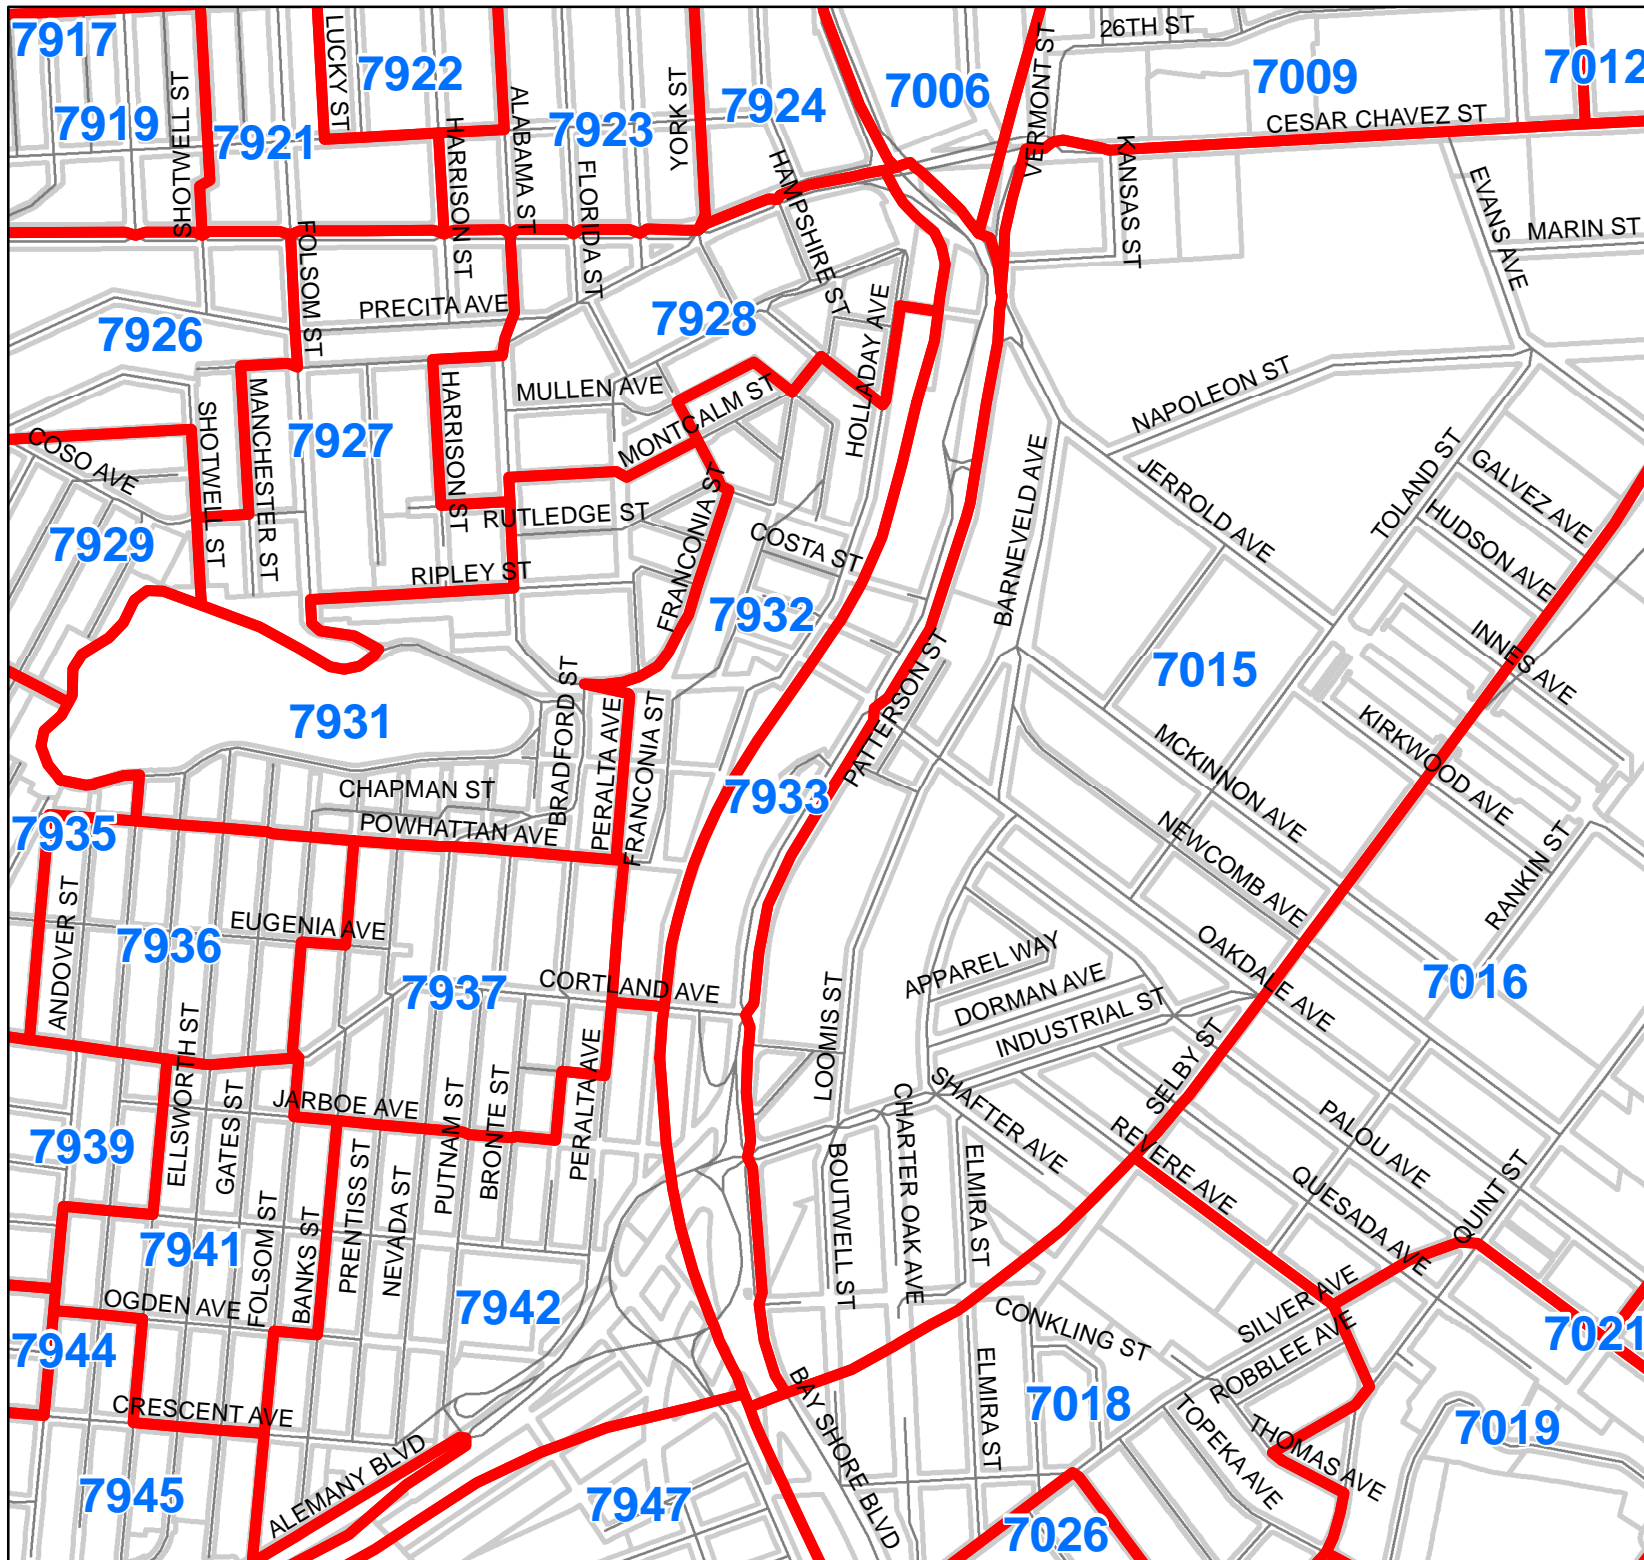 7917
LUCKY ST
7922
YORK ST
7924
7006
VERMONT ST
26TH ST
7009
7012
7919
SHOTWELL ST
7921
HARRISON ST
ALABAMA ST
7923
FLORIDA ST
HAMPSHIRE ST
KANSAS ST
CESAR CHAVEZ ST
EVANS AVE
MARIN ST
FOLSOM ST
PRECITA AVE
7926
7928
HOLLADAY AVE
MULLEN AVE
MONTCALM ST
NAPOLEON ST
COSO AVE
SHOTWELL ST
MANCHESTER ST
7927
HARRISON ST
BARNEVELD AVE
JERROLD AVE
TOLAND ST
GALVEZ AVE
HUDSON AVE
7929
RUTLEDGE ST
FRANCONIA ST
COSTA ST
RIPLEY ST
7932
INNES AVE
7015
BRADFORD ST
PERALTA AVE
FRANCONIA ST
PATTERSON ST
7931
KIRKWOOD AVE
MCKINNON AVE
CHAPMAN ST
7933
7935
POWHATTAN AVE
NEWCOMB AVE
RANKIN ST
ANDOVER ST
EUGENIA AVE
7936
OAKDALE AVE
APPAREL WAY
7937
CORTLAND AVE
DORMAN AVE
7016
INDUSTRIAL ST
LOOMIS ST
ELLSWORTH ST
GATES ST
JARBOE AVE
PUTNAM ST
BRONTE ST
PERALTA AVE
CHARTER OAK AVE
SHAFTER AVE
SELBY ST
REVERE AVE
PALOU AVE
7939
PRENTISS ST
NEVADA ST
BOUTWELL ST
ELMIRA ST
QUESADA AVE
QUINT ST
7941
FOLSOM ST
BANKS ST
OGDEN AVE
7942
SILVER AVE
7944
CONKLING ST
ROBBLEE AVE
7021
ELMIRA ST
BAY SHORE BLVD
7018
CRESCENT AVE
TOPEKA AVE
THOMAS AVE
7019
ALEMANY BLVD
7945
7947
7026